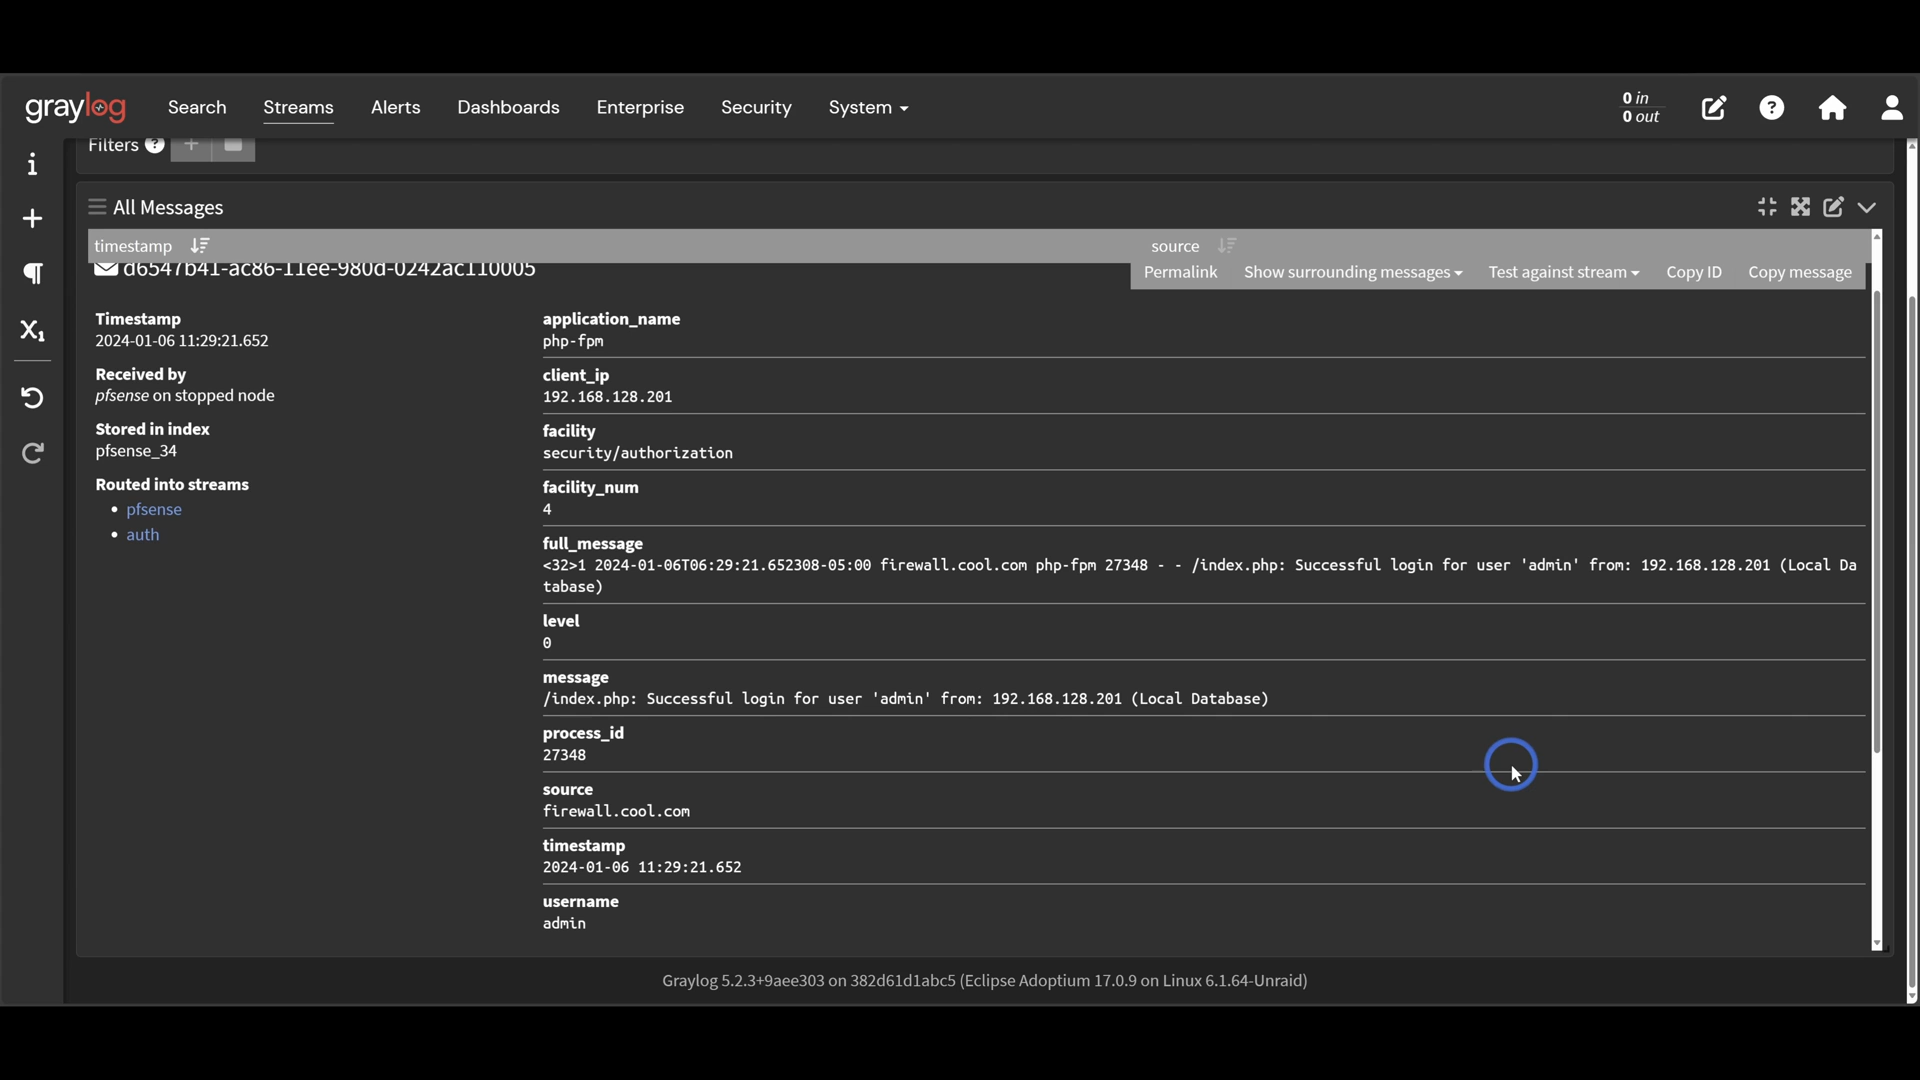 graylog Search Streams Alerts Dashboards Enterprise Security System 0 in
0 out
Filters
All Messages
timestamp source
d6547b41-ac86-11ee-980d-0242ac110005
Permalink Show surrounding messages Test against stream Copy ID Copy message
Timestamp
2024-01-06 11:29:21.652
Received by
pfsense on stopped node
Stored in index
pfsense_34
Routed into streams
pfsense
auth
application_name
php-fpm
client_ip
192.168.128.201
facility
security/authorization
facility_num
4
full_message
<32>1 2024-01-06T06:29:21.652308-05:00 firewall.cool.com php-fpm 27348 - - /index.php: Successful login for user 'admin' from: 192.168.128.201 (Local Da
tabase)
level
0
message
/index.php: Successful login for user 'admin' from: 192.168.128.201 (Local Database)
process_id
27348
source
firewall.cool.com
timestamp
2024-01-06 11:29:21.652
username
admin
Graylog 5.2.3+9aee303 on 382d61d1abc5 (Eclipse Adoptium 17.0.9 on Linux 6.1.64-Unraid)